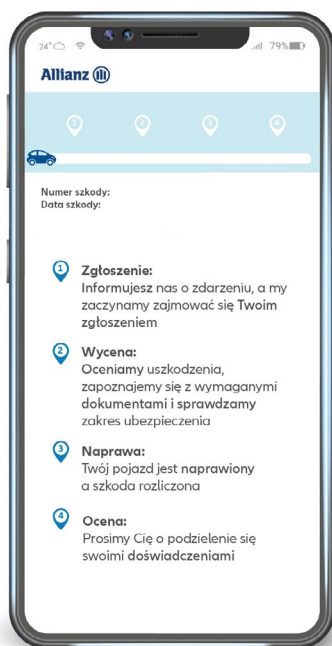 24°
79%
Allianz
1 2 3 4
Numer szkody:
Data szkody:
1 Zgłoszenie:
Informujesz nas o zdarzeniu, a my
zaczynamy zajmować się Twoim
zgłoszeniem
2 Wycena:
Oceniamy uszkodzenia,
zapoznajemy się z wymaganymi
dokumentami i sprawdzamy
zakres ubezpieczenia
3 Naprawa:
Twój pojazd jest naprawiony
a szkoda rozliczona
4 Ocena:
Prosimy Cię o podzielenie się
swoimi doświadczeniami